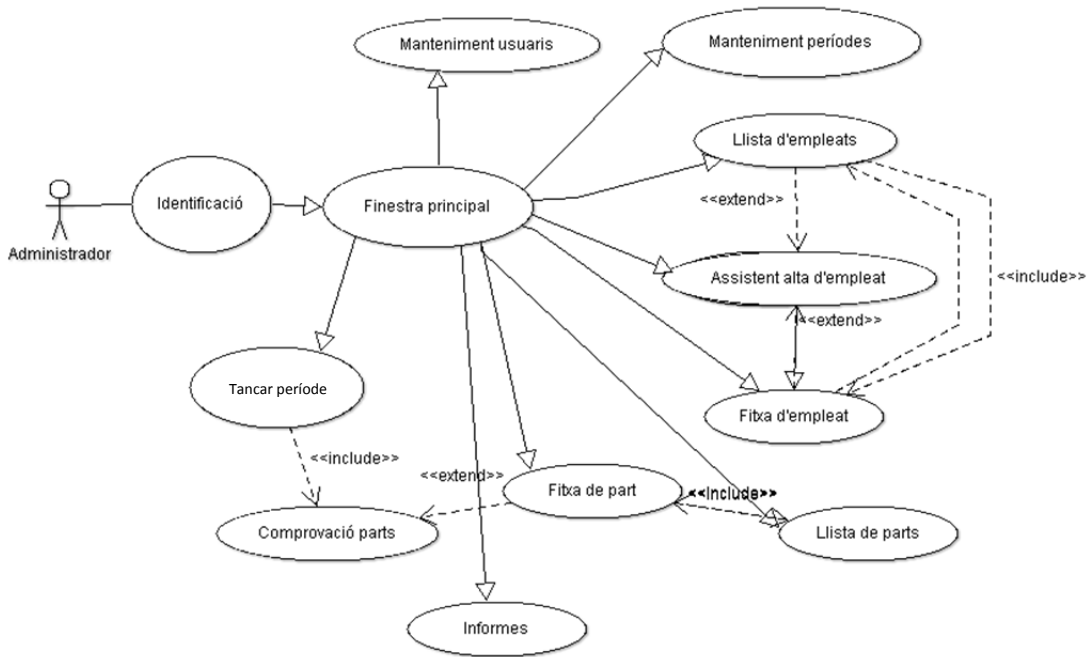 Manteniment usuaris
Manteniment períodes
Llista d'empleats
Identificació
Finestra principal
<<extend>>
Administrador
Assistent alta d'empleat
<<include>>
<<extend>>
Tancar període
Fitxa d'empleat
<<include>>
<<extend>>
Fitxa de part
<<include>>
Comprovació parts
Llista de parts
Informes